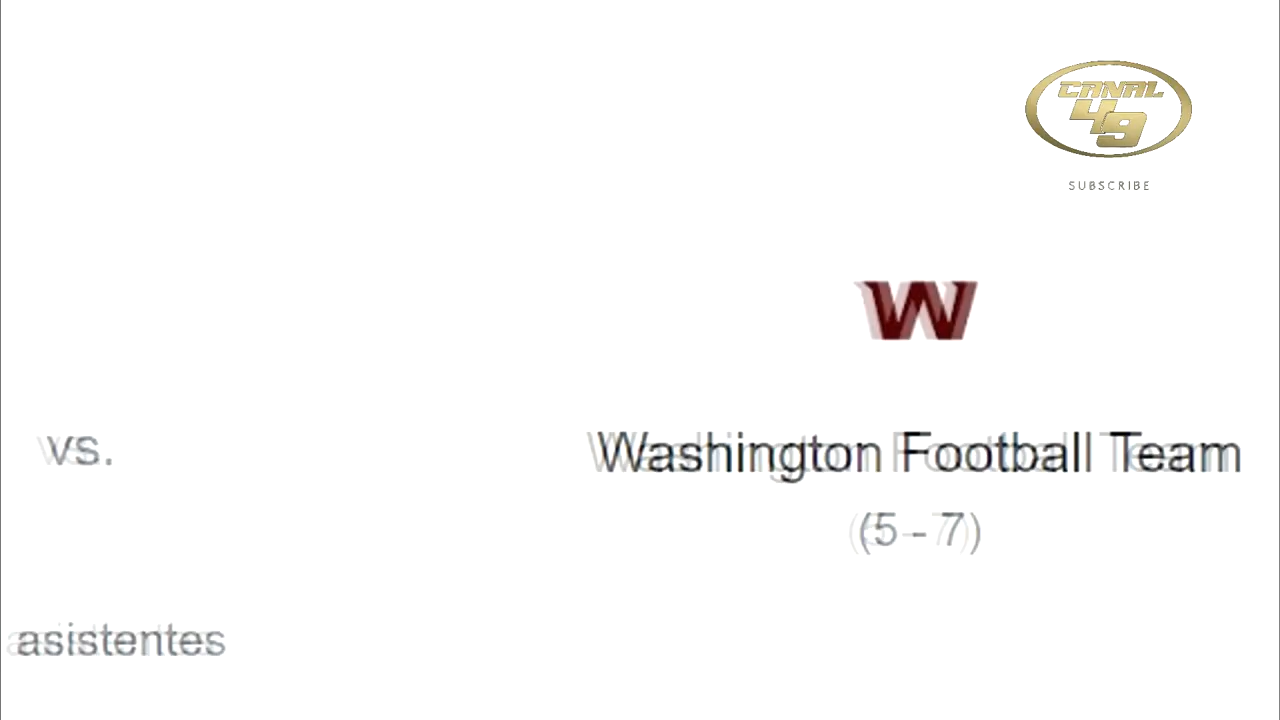 CANAL
49
SUBSCRIBE
W
vs.
Washington Football Team
(5 - 7)
asistentes